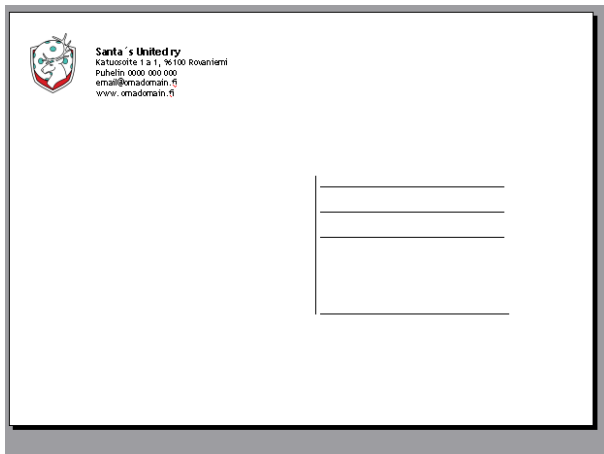 Santa´s United ry
Katuosoite 1 a 1, 96100 Rovaniemi
Puhelin 0000 000 000
email@omadomain.fi
www.omadomain.fi